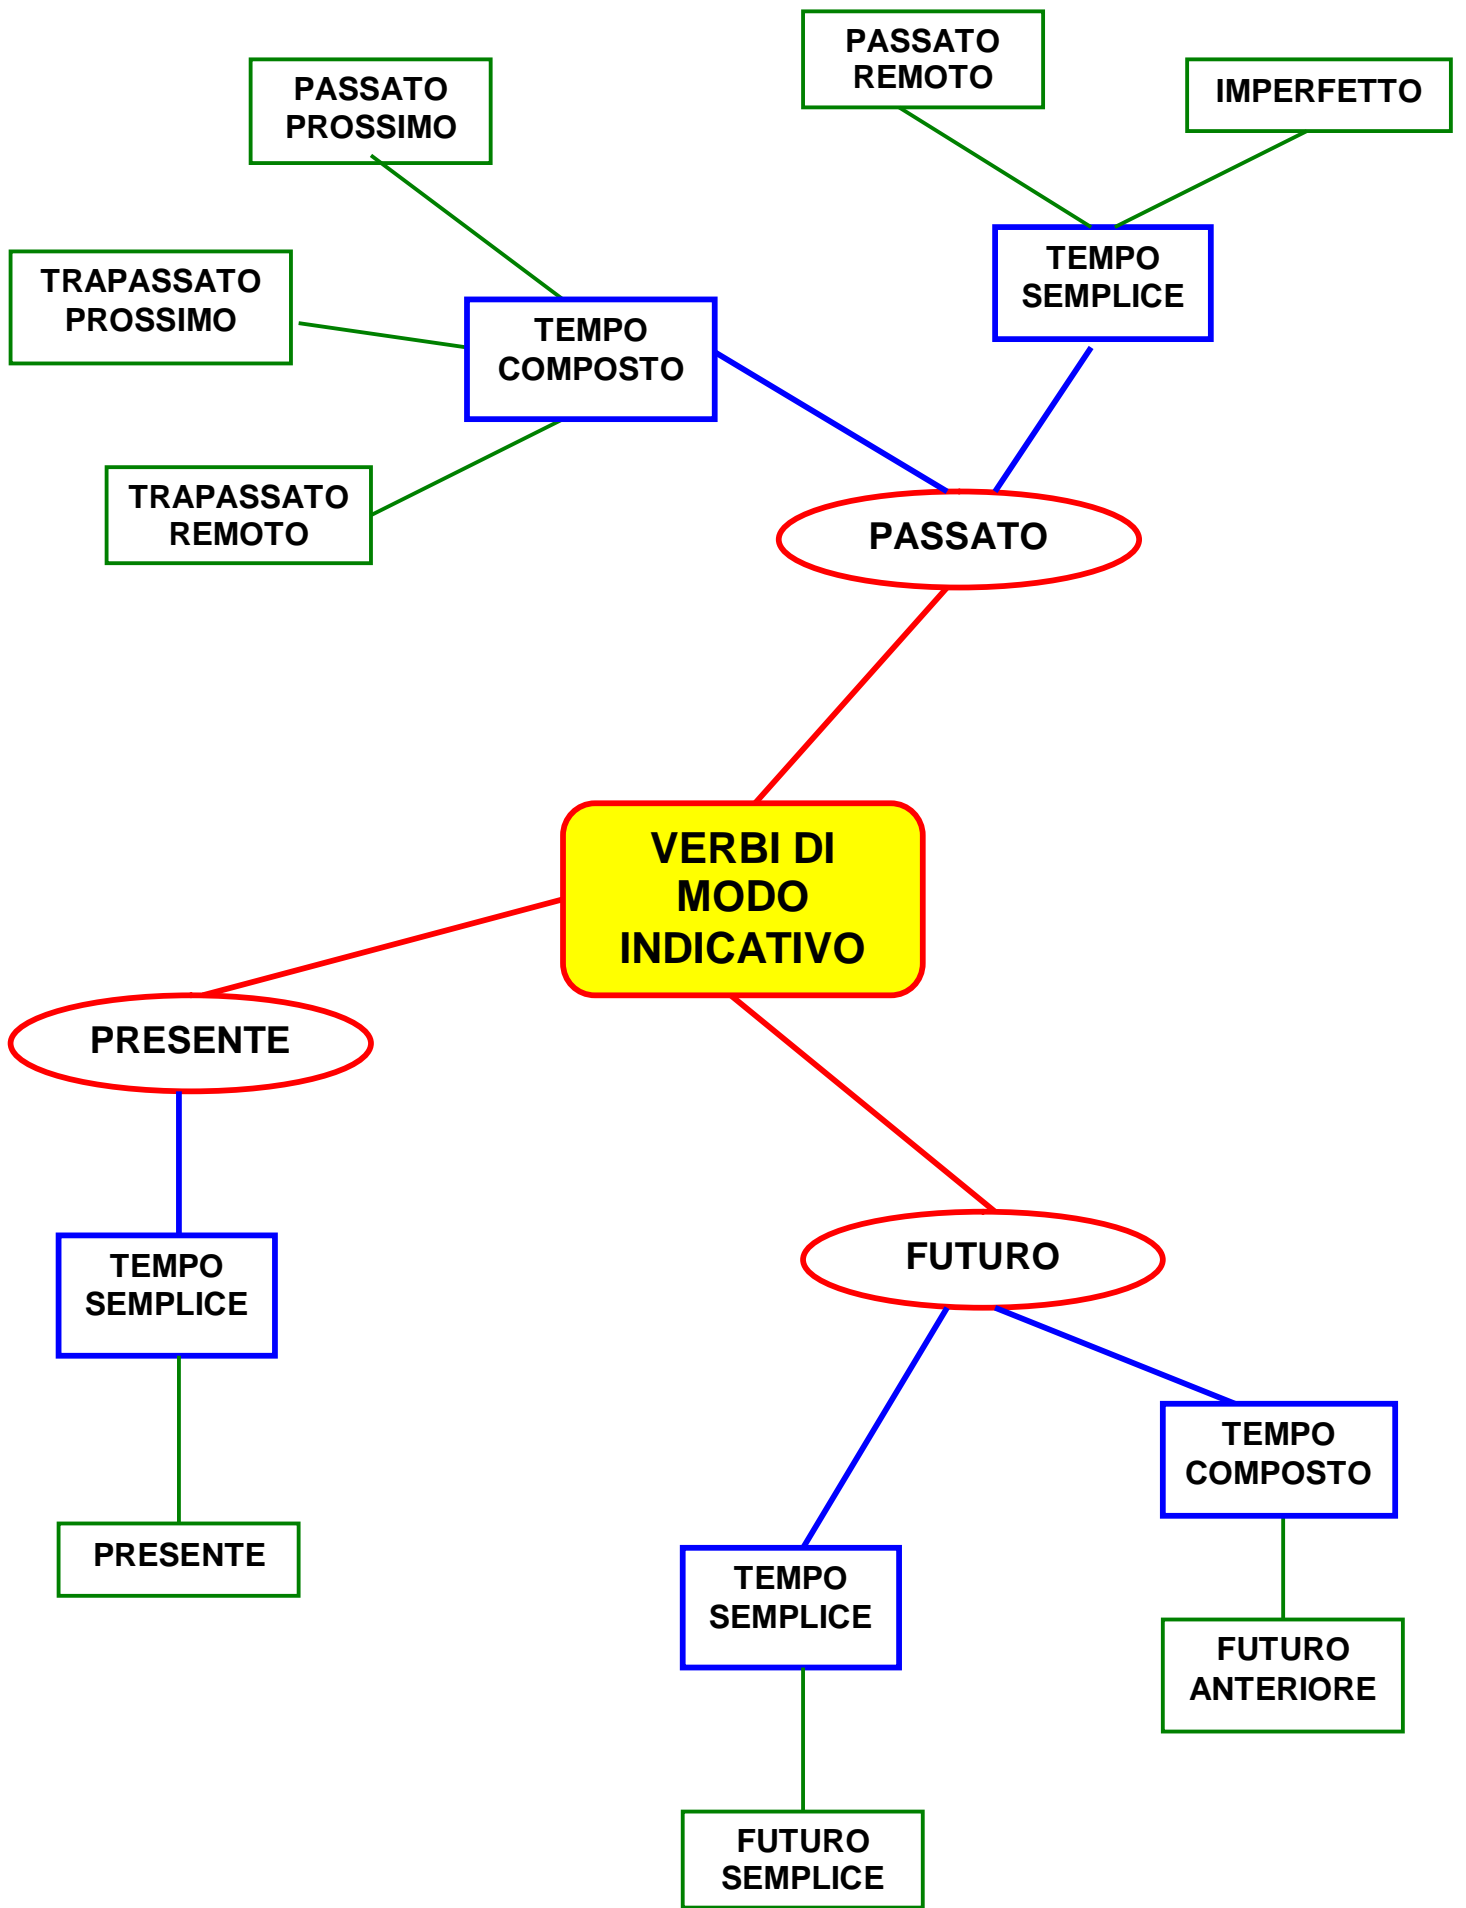 PASSATO
REMOTO
PASSATO
PROSSIMO
IMPERFETTO
TRAPASSATO
PROSSIMO
TEMPO
COMPOSTO
TEMPO
SEMPLICE
TRAPASSATO
REMOTO
PASSATO
VERBI DI
MODO
INDICATIVO
PRESENTE
TEMPO
SEMPLICE
FUTURO
PRESENTE
TEMPO
COMPOSTO
TEMPO
SEMPLICE
FUTURO
ANTERIORE
FUTURO
SEMPLICE